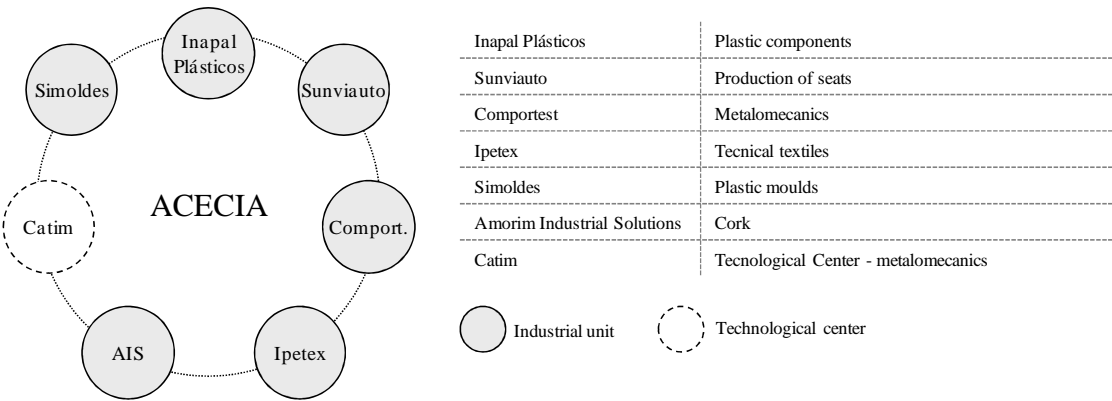 Inapal
Plásticos
Simoldes
Sunviauto
Catim
ACECIA
Comport.
AIS
Ipetex
Inapal Plásticos Plastic components
Sunviauto Production of seats
Comportest Metalomecanics
Ipetex Tecnical textiles
Simoldes Plastic moulds
Amorim Industrial Solutions Cork
Catim Tecnological Center - metalomecanics
Industrial unit Technological center